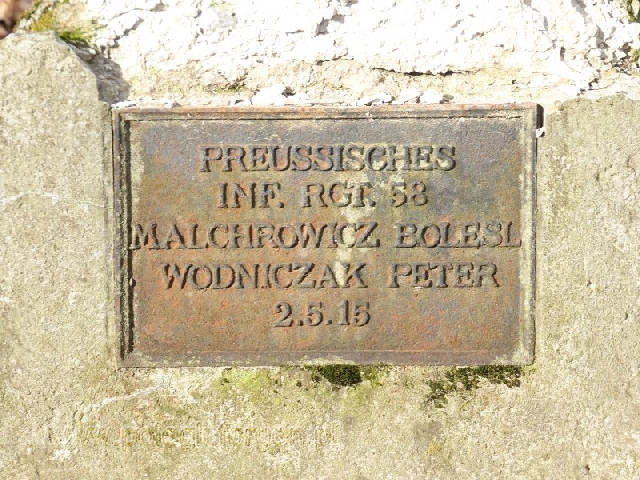 PREUSSISCHES
INF. RGT. 58
MALCHROWICZ BOLESL
WODNICZAK PETER
2.5.15